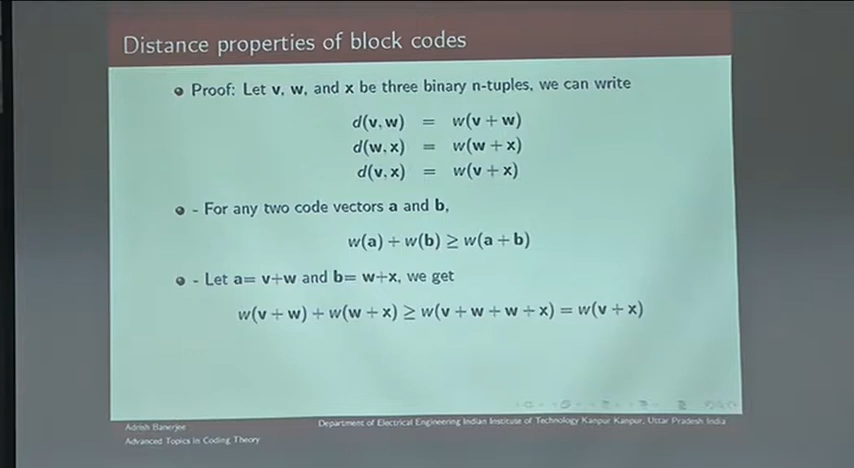 Distance properties of block codes
Proof: Let v, w, and x be three binary n-tuples, we can write
d(v, w) = w(v + w)
d(w, x) = w(w + x)
d(v, x) = w(v + x)
- For any two code vectors a and b,
w(a) + w(b) ≥ w(a + b)
- Let a= v+w and b= w+x, we get
w(v + w) + w(w + x) ≥ w(v + w + w + x) = w(v + x)
Adrish Banerjee
Department of Electrical Engineering Indian Institute of Technology Kanpur Kanpur, Uttar Pradesh India
Advanced Topics in Coding Theory